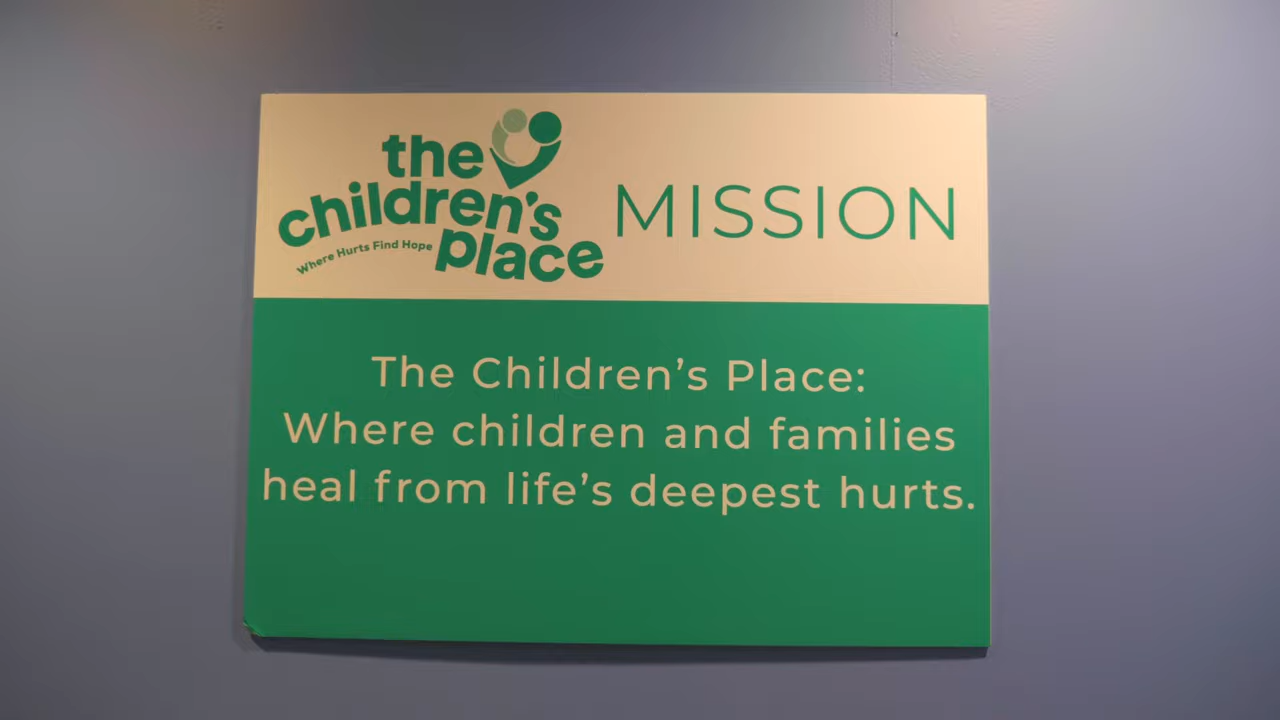 the
children's
place
Where Hurts Find Hope
MISSION
The Children’s Place:
Where children and families
heal from life’s deepest hurts.